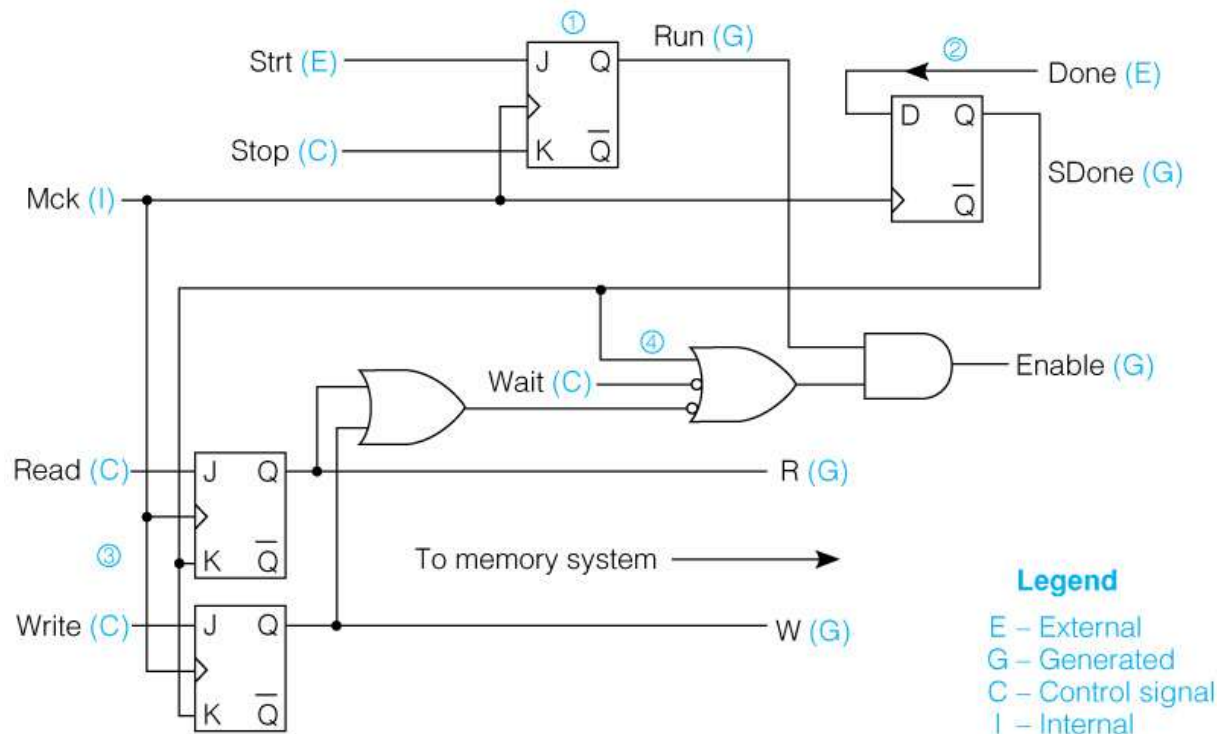 ①
Strt (E)
J Q
Run (G)
②
Done (E)
Stop (C)
K Q̅
D Q
SDone (G)
Mck (I)
Q̅
④
Wait (C)
Enable (G)
Read (C)
J Q
R (G)
③
K Q̅
To memory system
Write (C)
J Q
W (G)
K Q̅
Legend
E – External
G – Generated
C – Control signal
I – Internal